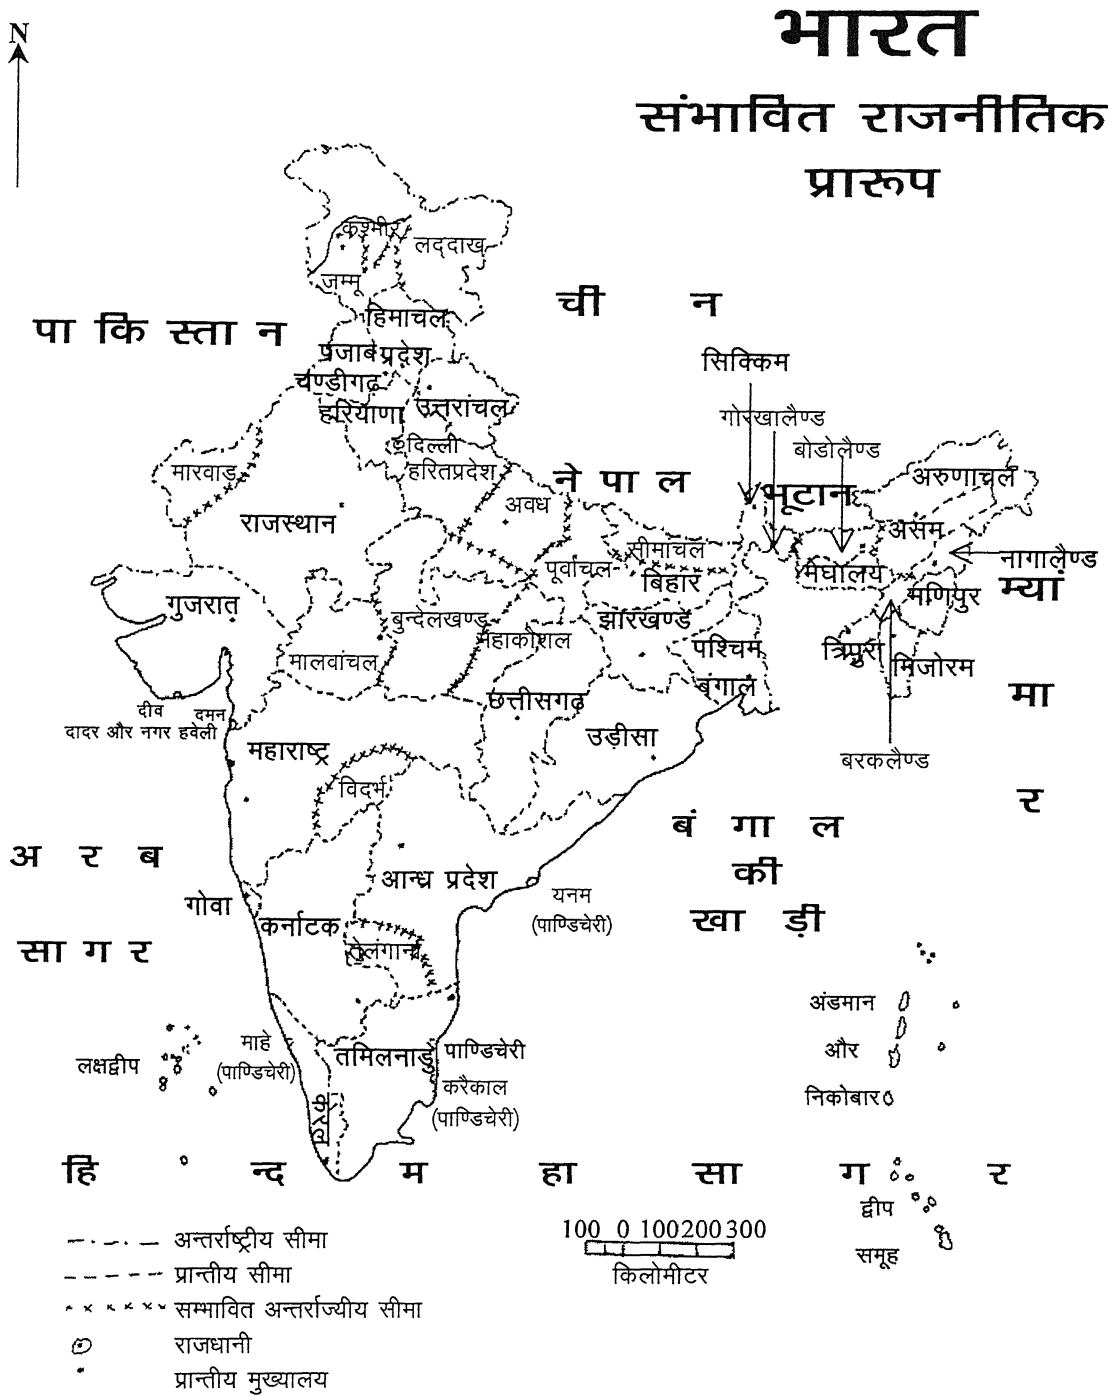 N
भारत
संभावित राजनीतिक
प्रारूप
कश्मीर
लद्दाख
जम्मू
हिमाचल
चीन
पाकिस्तान
पंजाब प्रदेश
सिक्किम
चण्डीगढ़
हरियाणा उत्तरांचल
गोरखालैण्ड
दिल्ली
बोडोलैण्ड
मारवाड़
हरितप्रदेश
नेपाल
भूटान
अरुणाचल
अवध
राजस्थान
असम
सीमाचल
नागालैण्ड
पूर्वांचल
बिहार
मेघालय
म्यां
गुजरात
मणिपुर
बुन्देलखण्ड
झारखण्ड
महाकौशल
पश्चिम
त्रिपुरा
मालवांचल
मिजोरम
बंगाल
मा
छत्तीसगढ़
दीव दमन
दादर और नगर हवेली
उड़ीसा
महाराष्ट्र
बरकलैण्ड
विदर्भ
र
बंगाल
अरब
की
आन्ध्र प्रदेश
यनम
गोवा
(पाण्डिचेरी)
खाड़ी
कर्नाटक
सागर
तेलंगाना
अंडमान
माहे
(पाण्डिचेरी)
तमिलनाडु
पाण्डिचेरी
और
लक्षद्वीप
करैकाल
(पाण्डिचेरी)
निकोबार
केरल
हिन्द महासागर
द्वीप
समूह
100 0 100 200 300
किलोमीटर
अन्तर्राष्ट्रीय सीमा
प्रान्तीय सीमा
सम्भावित अन्तर्राज्यीय सीमा
राजधानी
प्रान्तीय मुख्यालय